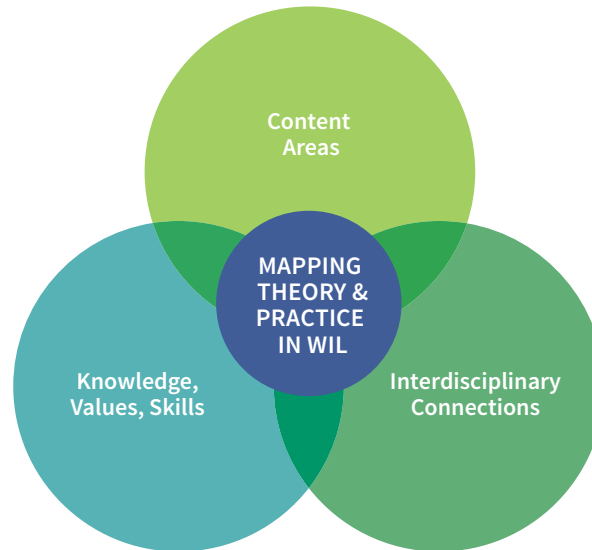 Content
Areas
MAPPING
THEORY &
PRACTICE
IN WIL
Knowledge,
Values, Skills
Interdisciplinary
Connections